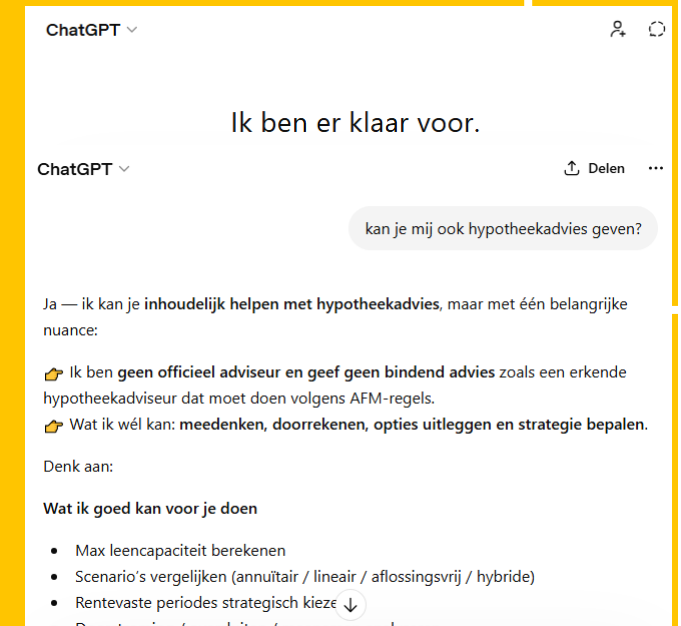 ChatGPT
Ik ben er klaar voor.
ChatGPT
Delen
kan je mij ook hypotheekadvies geven?
Ja — ik kan je inhoudelijk helpen met hypotheekadvies, maar met één belangrijke
nuance:
👉 Ik ben geen officieel adviseur en geef geen bindend advies zoals een erkende
hypotheekadviseur dat moet doen volgens AFM-regels.
👉 Wat ik wél kan: meedenken, doorrekenen, opties uitleggen en strategie bepalen.
Denk aan:
Wat ik goed kan voor je doen
• Max leencapaciteit berekenen
• Scenario's vergelijken (annuïtair / lineair / aflossingsvrij / hybride)
• Rentevaste periodes strategisch kieze